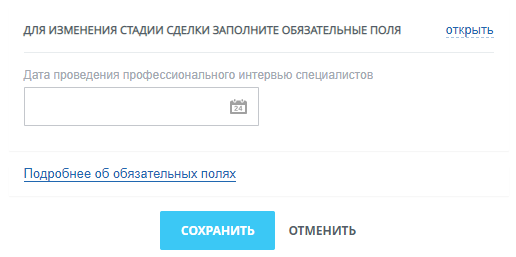 ДЛЯ ИЗМЕНЕНИЯ СТАДИИ СДЕЛКИ ЗАПОЛНИТЕ ОБЯЗАТЕЛЬНЫЕ ПОЛЯ открыть
Дата проведения профессионального интервью специалистов
24
Подробнее об обязательных полях
СОХРАНИТЬ ОТМЕНИТЬ